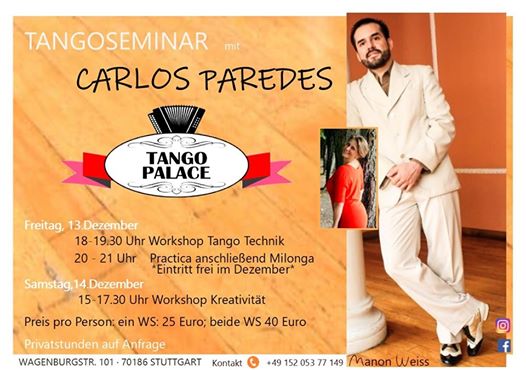 TANGOSEMINAR mit
CARLOS PAREDES
TANGO
PALACE
Freitag, 13.Dezember
18-19.30 Uhr Workshop Tango Technik
20 - 21 Uhr Practica anschließend Milonga
*Eintritt frei im Dezember*
Samstag,14.Dezember
15-17.30 Uhr Workshop Kreativität
Preis pro Person: ein WS: 25 Euro; beide WS 40 Euro
Privatstunden auf Anfrage
WAGENBURGSTR. 101 · 70186 STUTTGART Kontakt +49 152 053 77 149 Manon Weiss